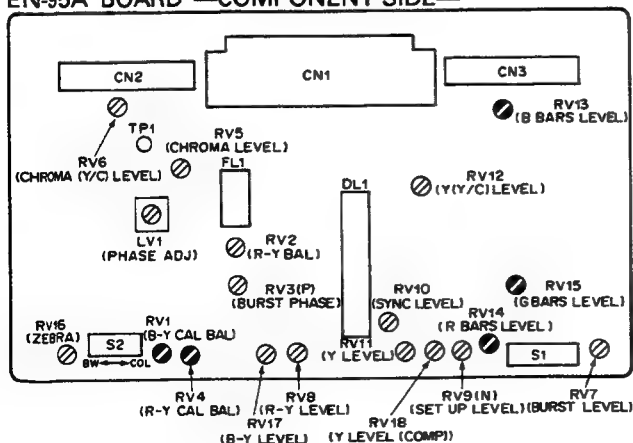 EN-95A BOARD —COMPONENT SIDE—
CN2
CN1
CN3
RV13
(B BARS LEVEL)
TP1
RV5
(CHROMA LEVEL)
RV6
(CHROMA (Y/C) LEVEL)
FL1
DL1
RV12
(Y(Y/C) LEVEL)
LV1
(PHASE ADJ)
RV2
(R-Y BAL)
RV3(P)
(BURST PHASE)
RV10
(SYNC LEVEL)
RV15
(G BARS LEVEL)
RV14
(R BARS LEVEL)
RV16
(ZEBRA)
S2
BW↔COL
RV1
(B-Y CAL BAL)
RV11
(Y LEVEL)
S1
RV4
(R-Y CAL BAL)
RV17
(B-Y LEVEL)
RV8
(R-Y LEVEL)
RV18
(Y LEVEL (COMP))
RV9(N)
(SET UP LEVEL)
RV7
(BURST LEVEL)